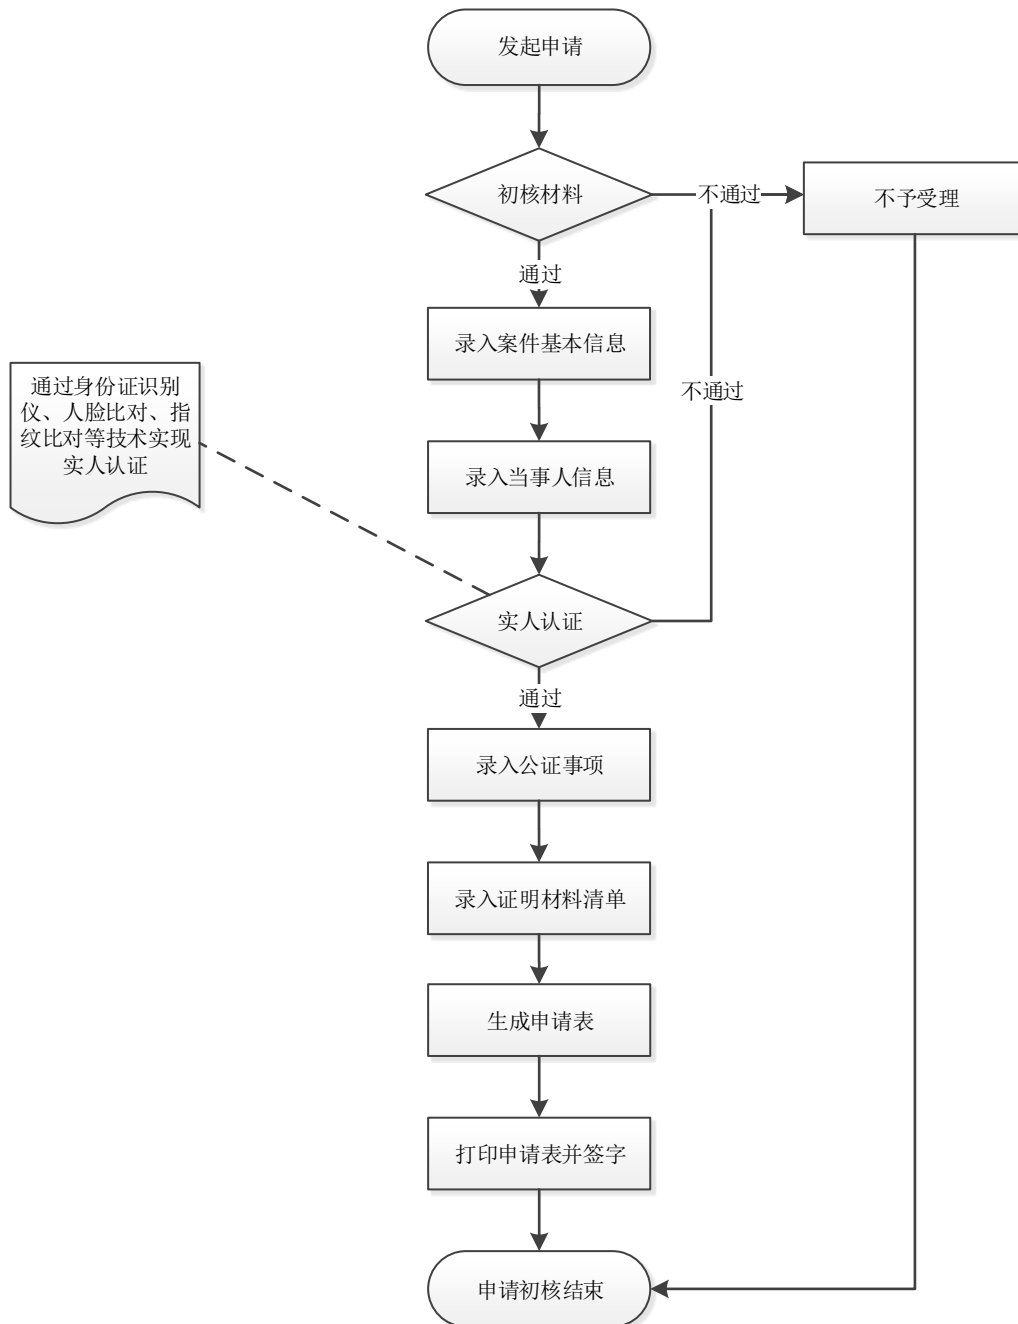 发起申请
初核材料
不通过
不予受理
通过
录入案件基本信息
不通过
通过身份证识别
仪、人脸比对、指
纹比对等技术实现
实人认证
录入当事人信息
实人认证
通过
录入公证事项
录入证明材料清单
生成申请表
打印申请表并签字
申请初核结束